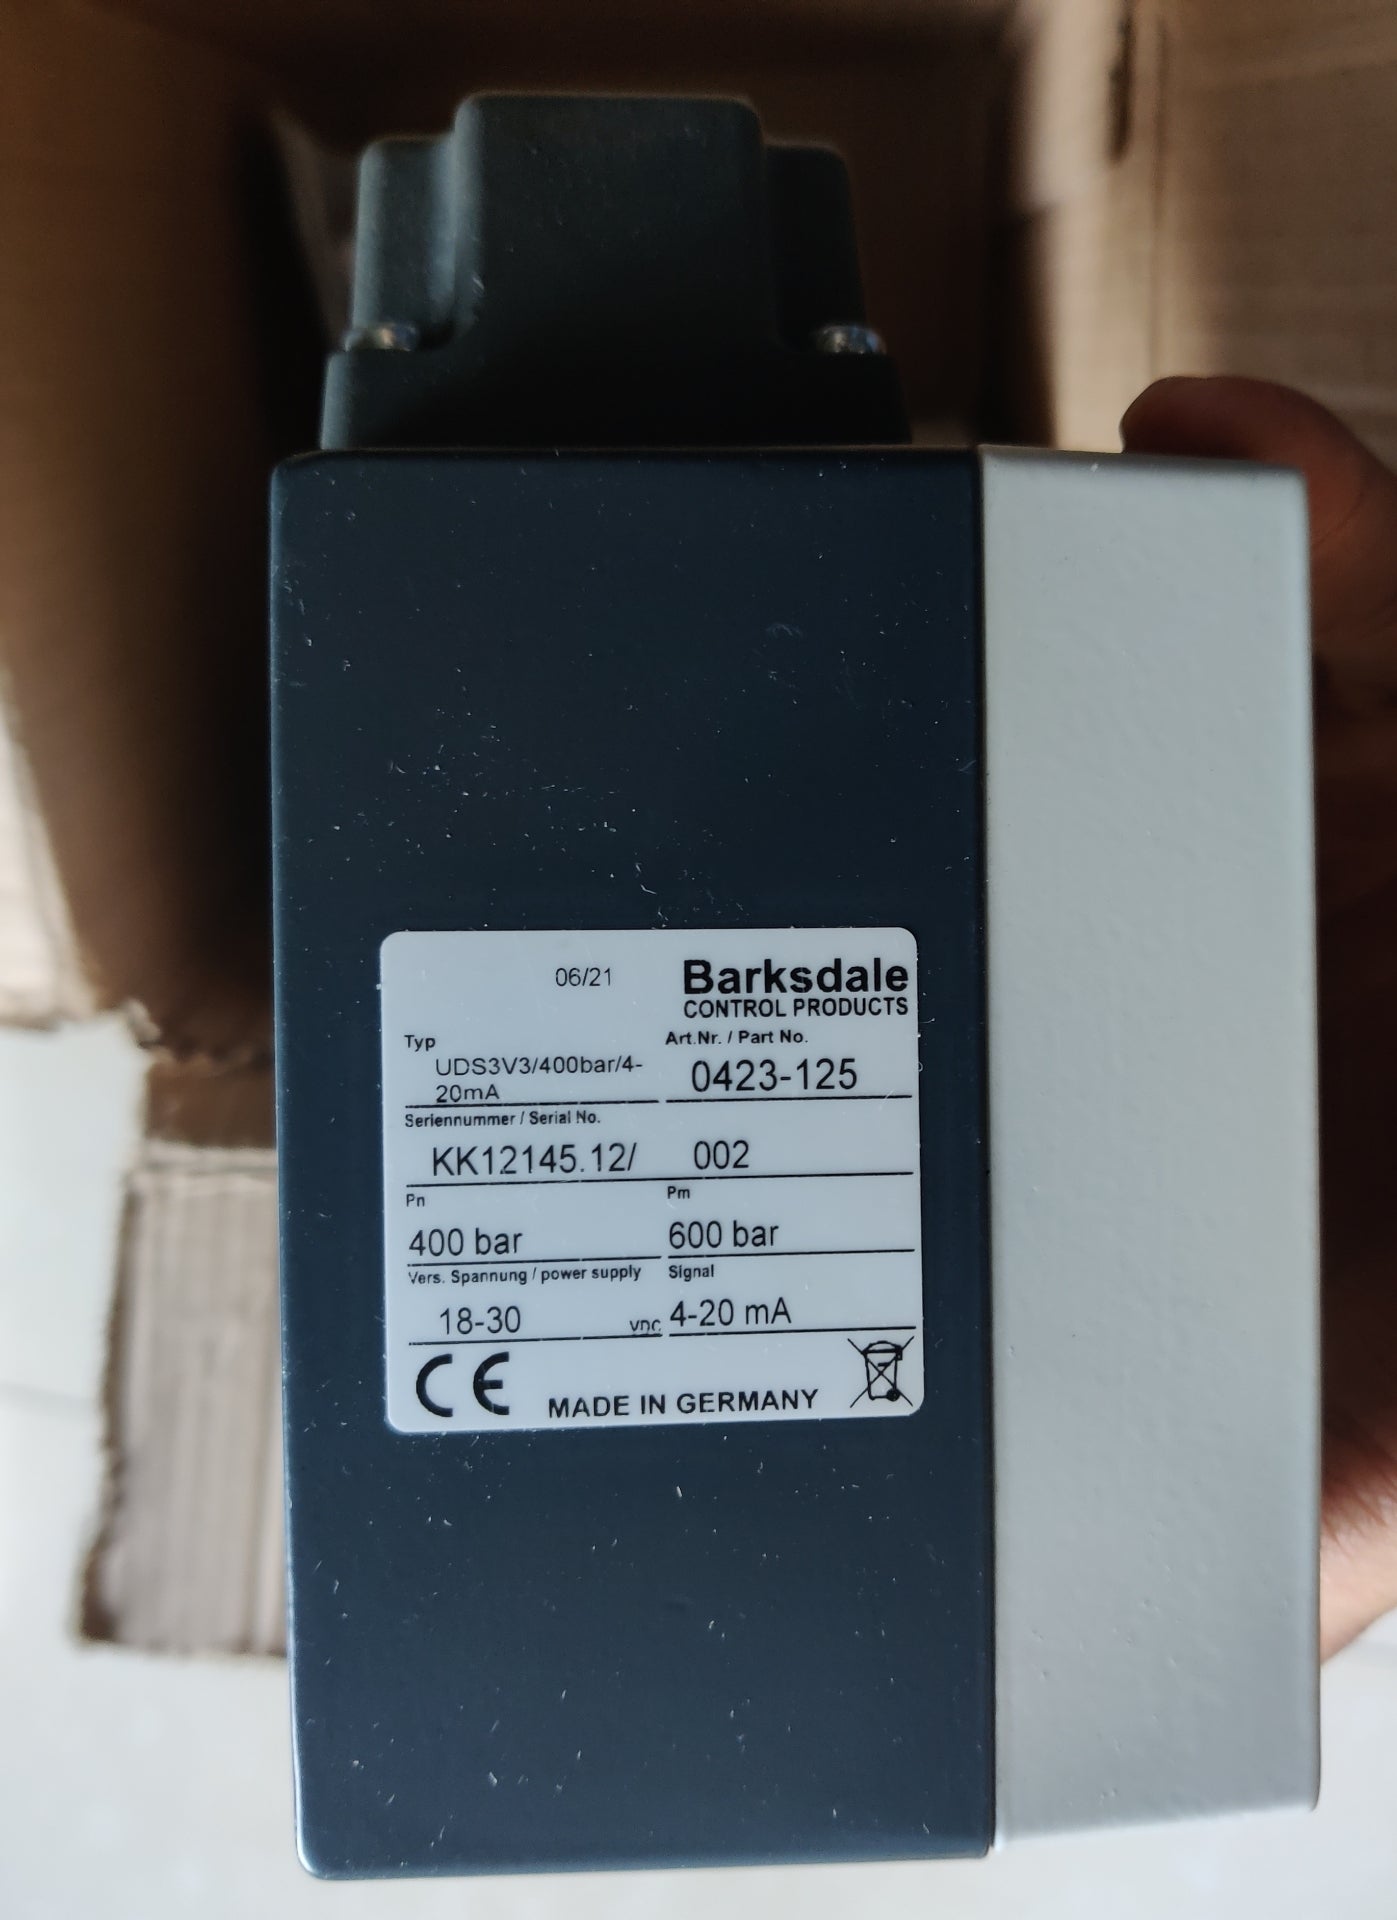 06/21
Barksdale
CONTROL PRODUCTS
Typ
Art.Nr. / Part No.
UDS3V3/400bar/4-
20mA
0423-125
Seriennummer / Serial No.
KK12145.12/ 002
Pn
Pm
400 bar
600 bar
Vers. Spannung / power supply
Signal
18-30 VDC
4-20 mA
CE
MADE IN GERMANY